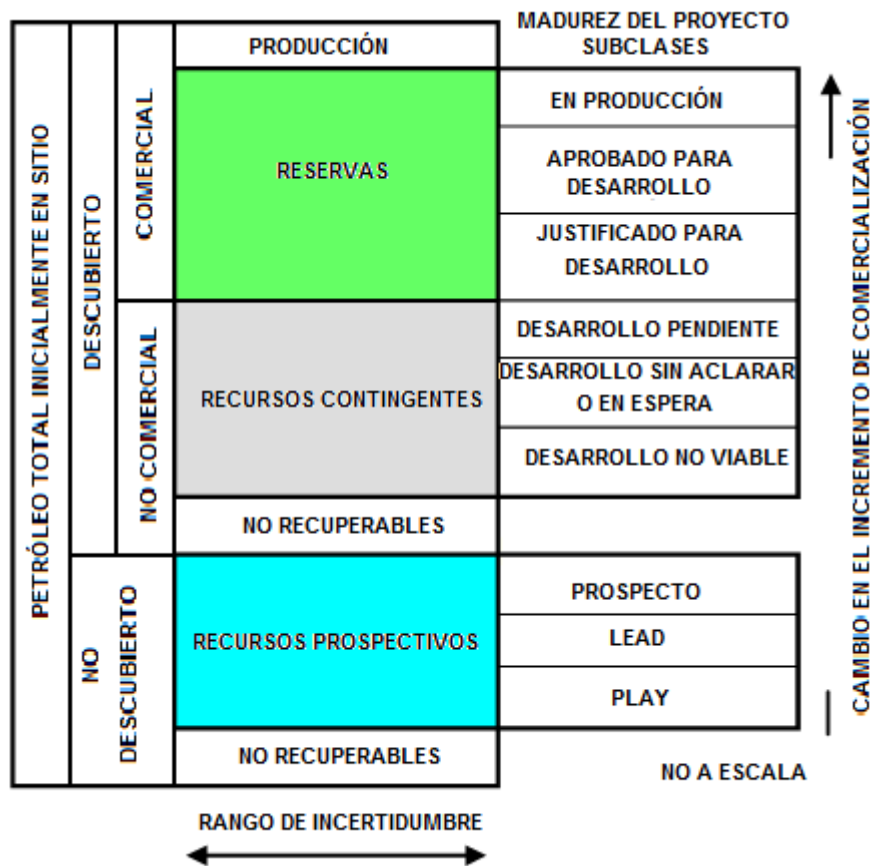 MADUREZ DEL PROYECTO
SUBCLASES
PRODUCCIÓN
PETRÓLEO TOTAL INICIALMENTE EN SITIO
DESCUBIERTO
COMERCIAL
RESERVAS
EN PRODUCCIÓN
APROBADO PARA
DESARROLLO
JUSTIFICADO PARA
DESARROLLO
NO COMERCIAL
RECURSOS CONTINGENTES
DESARROLLO PENDIENTE
DESARROLLO SIN ACLARAR
O EN ESPERA
DESARROLLO NO VIABLE
NO RECUPERABLES
NO
DESCUBIERTO
RECURSOS PROSPECTIVOS
PROSPECTO
LEAD
PLAY
NO RECUPERABLES
CAMBIO EN EL INCREMENTO DE COMERCIALIZACIÓN
NO A ESCALA
RANGO DE INCERTIDUMBRE